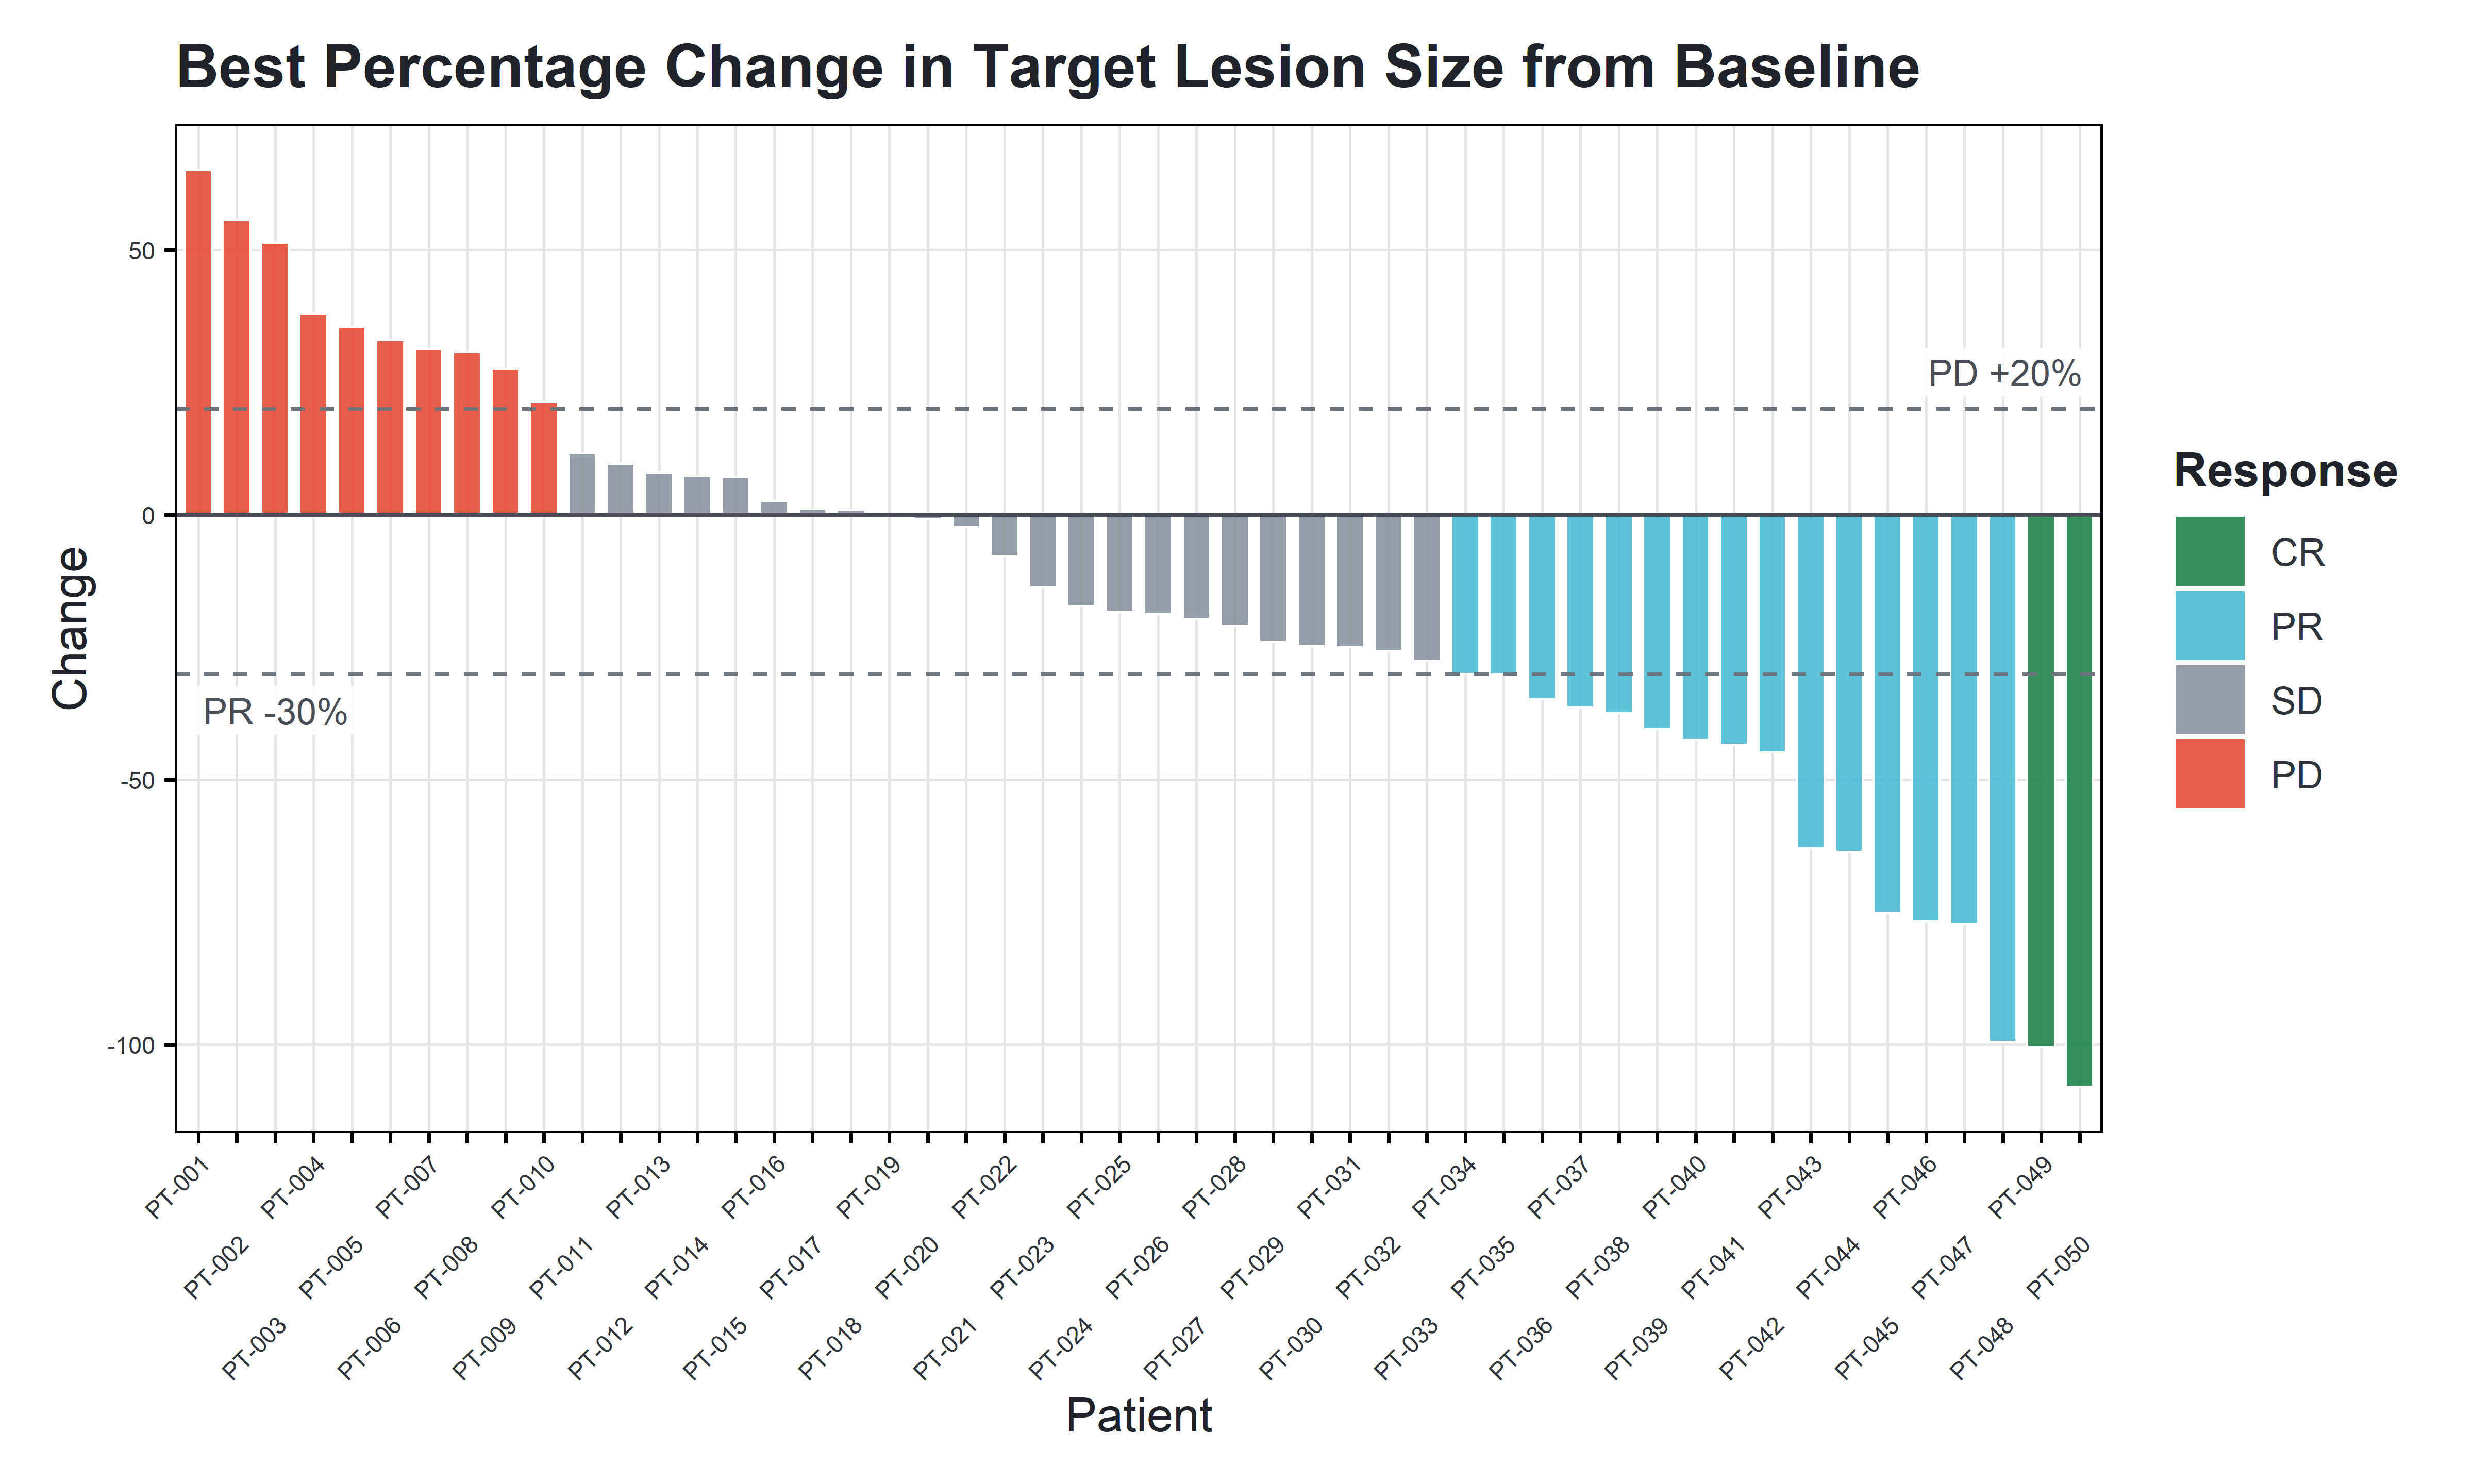 Best Percentage Change in Target Lesion Size from Baseline
Change
50
0
-50
-100
PD +20%
PR -30%
PT-001
PT-002
PT-003
PT-004
PT-005
PT-006
PT-007
PT-008
PT-009
PT-010
PT-011
PT-012
PT-013
PT-014
PT-015
PT-016
PT-017
PT-018
PT-019
PT-020
PT-021
PT-022
PT-023
PT-024
PT-025
PT-026
PT-027
PT-028
PT-029
PT-030
PT-031
PT-032
PT-033
PT-034
PT-035
PT-036
PT-037
PT-038
PT-039
PT-040
PT-041
PT-042
PT-043
PT-044
PT-045
PT-046
PT-047
PT-048
PT-049
PT-050
Patient
Response
CR
PR
SD
PD